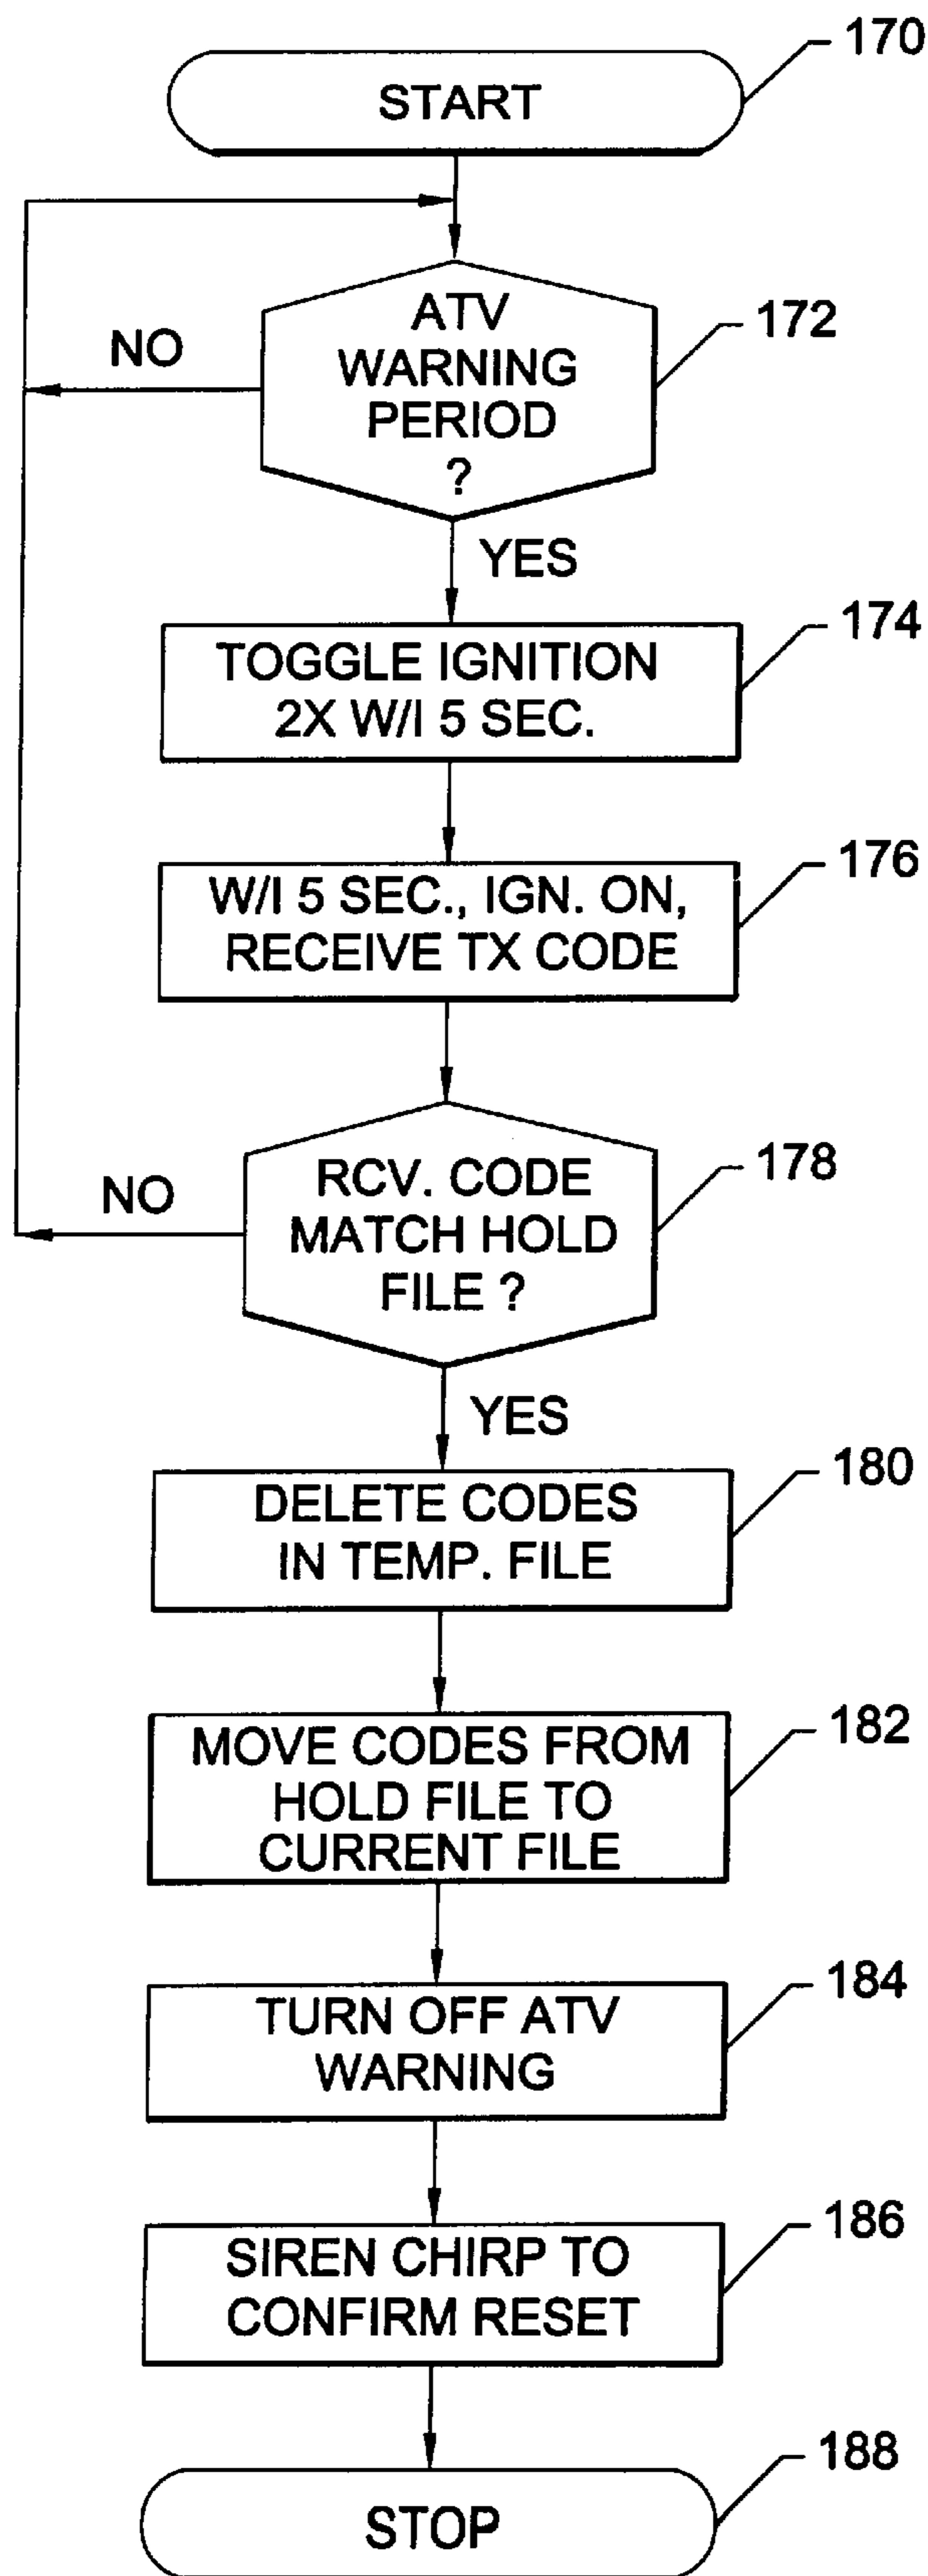 170
START
ATV
WARNING
PERIOD
?
172
NO
YES
174
TOGGLE IGNITION
2X W/I 5 SEC.
176
W/I 5 SEC., IGN. ON,
RECEIVE TX CODE
178
RCV. CODE
MATCH HOLD
FILE ?
NO
YES
180
DELETE CODES
IN TEMP. FILE
182
MOVE CODES FROM
HOLD FILE TO
CURRENT FILE
184
TURN OFF ATV
WARNING
186
SIREN CHIRP TO
CONFIRM RESET
188
STOP